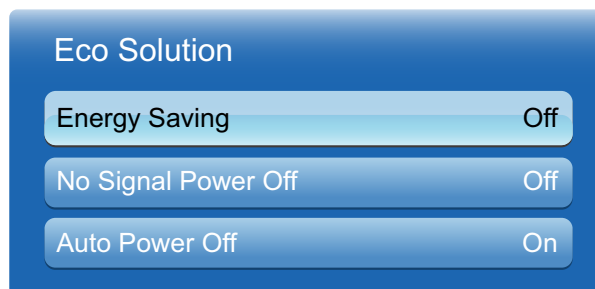 Eco Solution
Energy Saving Off
No Signal Power Off Off
Auto Power Off On